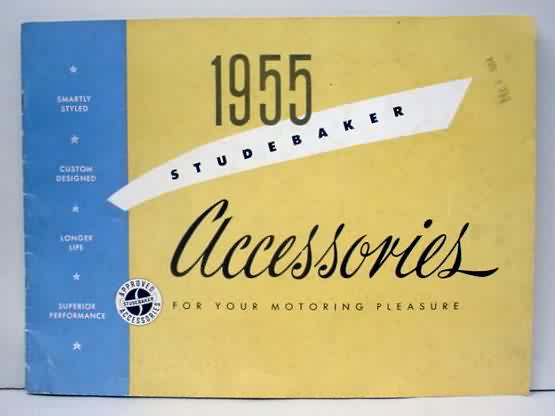 1955
STUDEBAKER
Accessories
FOR YOUR MOTORING PLEASURE
SMARTLY
STYLED
CUSTOM
DESIGNED
LONGER
LIFE
SUPERIOR
PERFORMANCE
APPROVED
STUDEBAKER
ACCESSORIES